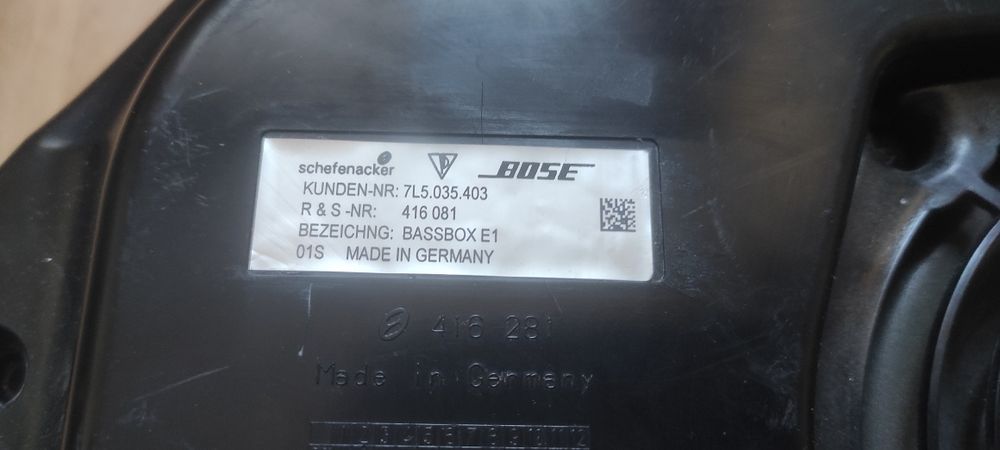 schefenacker BOSE
KUNDEN-NR: 7L5.035.403
R & S -NR: 416 081
BEZEICHNG: BASSBOX E1
01S MADE IN GERMANY
416 281
Made in Germany